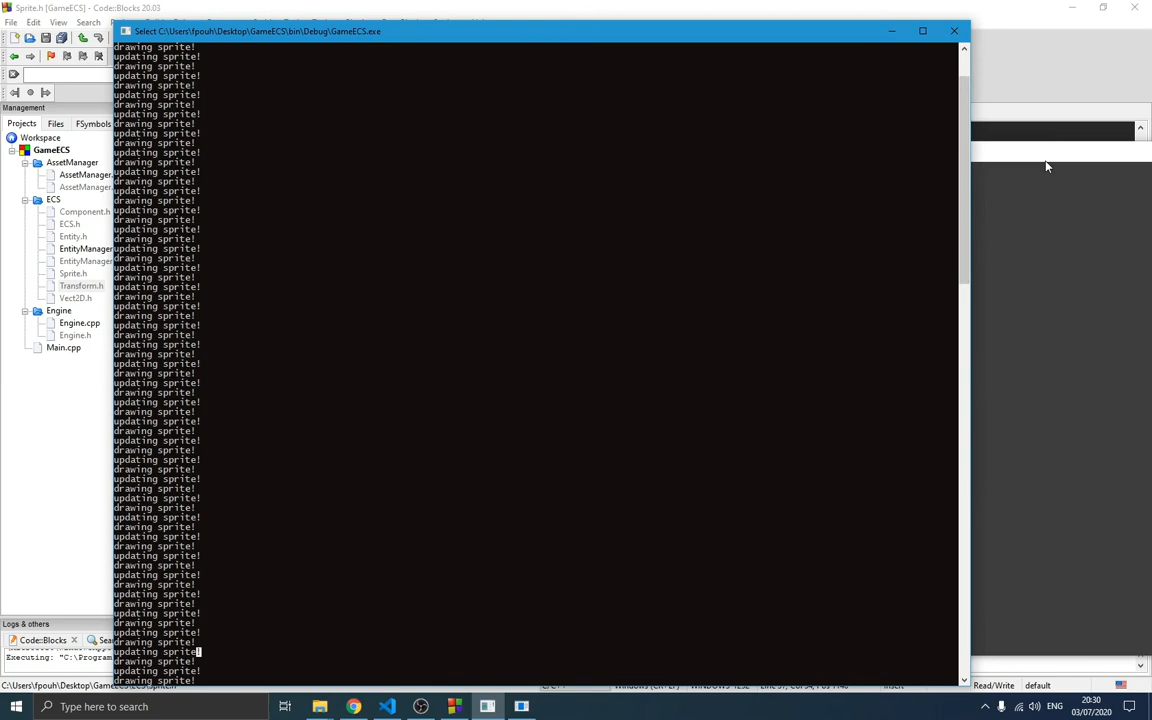 Sprite.h [GameECS] - Code::Blocks 20.03
File Edit View Search
Select C:\Users\fpouh\Desktop\GameECS\bin\Debug\GameECS.exe
Management
Projects Files FSymbols
Workspace
GameECS
AssetManager
AssetManager.
AssetManager.
ECS
Component.h
ECS.h
Entity.h
EntityManager
EntityManager
Sprite.h
Transform.h
Vect2D.h
Engine
Engine.cpp
Engine.h
Main.cpp
drawing sprite!
updating sprite!
drawing sprite!
updating sprite!
drawing sprite!
updating sprite!
drawing sprite!
updating sprite!
drawing sprite!
updating sprite!
drawing sprite!
updating sprite!
drawing sprite!
updating sprite!
drawing sprite!
updating sprite!
drawing sprite!
updating sprite!
drawing sprite!
updating sprite!
drawing sprite!
updating sprite!
drawing sprite!
updating sprite!
drawing sprite!
updating sprite!
drawing sprite!
updating sprite!
drawing sprite!
updating sprite!
drawing sprite!
updating sprite!
drawing sprite!
updating sprite!
drawing sprite!
updating sprite!
drawing sprite!
updating sprite!
drawing sprite!
updating sprite!
drawing sprite!
updating sprite!
drawing sprite!
updating sprite!
drawing sprite!
updating sprite!
drawing sprite!
updating sprite!
drawing sprite!
updating sprite!
drawing sprite!
updating sprite!
drawing sprite!
updating sprite!
drawing sprite!
updating sprite!
drawing sprite!
updating sprite!
drawing sprite!
updating sprite!
drawing sprite!
updating sprite!
drawing sprite!
updating sprite!
drawing sprite!
updating sprite!
drawing sprite!
Logs & others
Code::Blocks Sea
Executing: "C:\Program
Read/Write default
Type here to search
ENG
20:30
03/07/2020